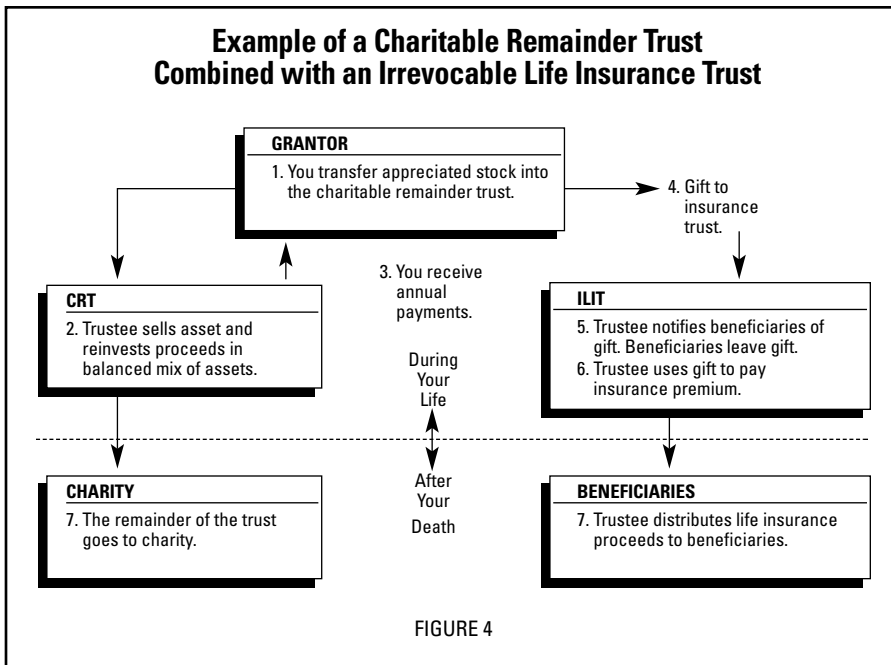 Example of a Charitable Remainder Trust
Combined with an Irrevocable Life Insurance Trust
GRANTOR
1. You transfer appreciated stock into
the charitable remainder trust.
4. Gift to
insurance
trust.
3. You receive
annual
payments.
CRT
2. Trustee sells asset and
reinvests proceeds in
balanced mix of assets.
ILIT
5. Trustee notifies beneficiaries of
gift. Beneficiaries leave gift.
6. Trustee uses gift to pay
insurance premium.
During
Your
Life
After
Your
Death
CHARITY
7. The remainder of the trust
goes to charity.
BENEFICIARIES
7. Trustee distributes life insurance
proceeds to beneficiaries.
FIGURE 4